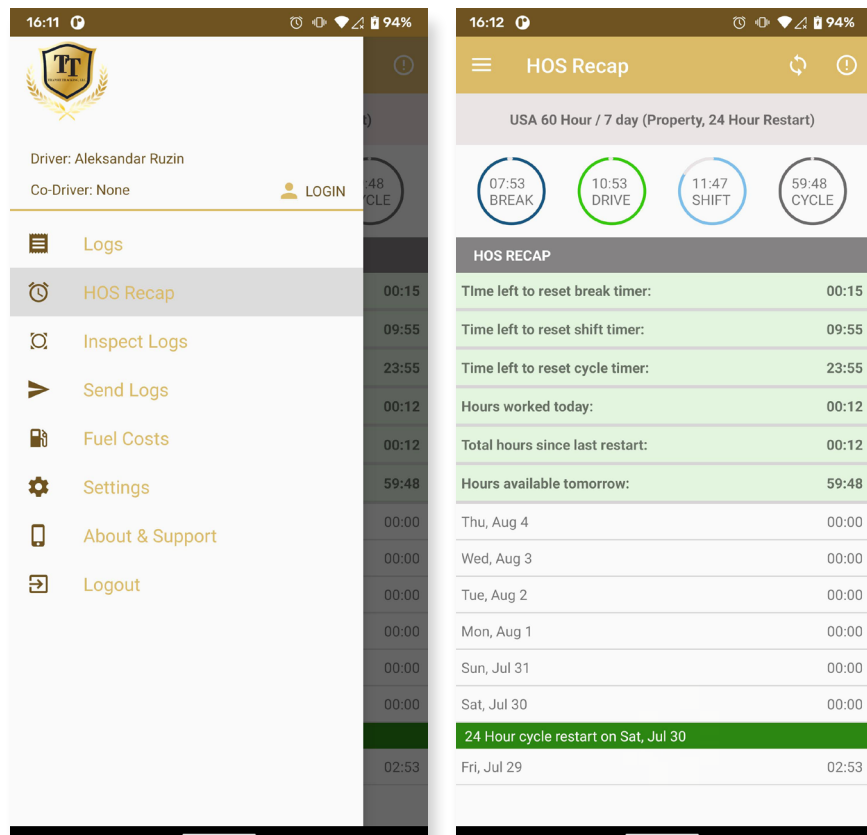 16:11
94%
TT
Driver: Aleksandar Ruzin
Co-Driver: None
LOGIN
Logs
HOS Recap
Inspect Logs
Send Logs
Fuel Costs
Settings
About & Support
Logout
t)
:48
CLE
00:15
09:55
23:55
00:12
00:12
59:48
00:00
00:00
00:00
00:00
00:00
00:00
02:53
16:12
94%
HOS Recap
USA 60 Hour / 7 day (Property, 24 Hour Restart)
07:53
BREAK
10:53
DRIVE
11:47
SHIFT
59:48
CYCLE
HOS RECAP
TIme left to reset break timer: 00:15
Time left to reset shift timer: 09:55
Time left to reset cycle timer: 23:55
Hours worked today: 00:12
Total hours since last restart: 00:12
Hours available tomorrow: 59:48
Thu, Aug 4 00:00
Wed, Aug 3 00:00
Tue, Aug 2 00:00
Mon, Aug 1 00:00
Sun, Jul 31 00:00
Sat, Jul 30 00:00
24 Hour cycle restart on Sat, Jul 30
Fri, Jul 29 02:53